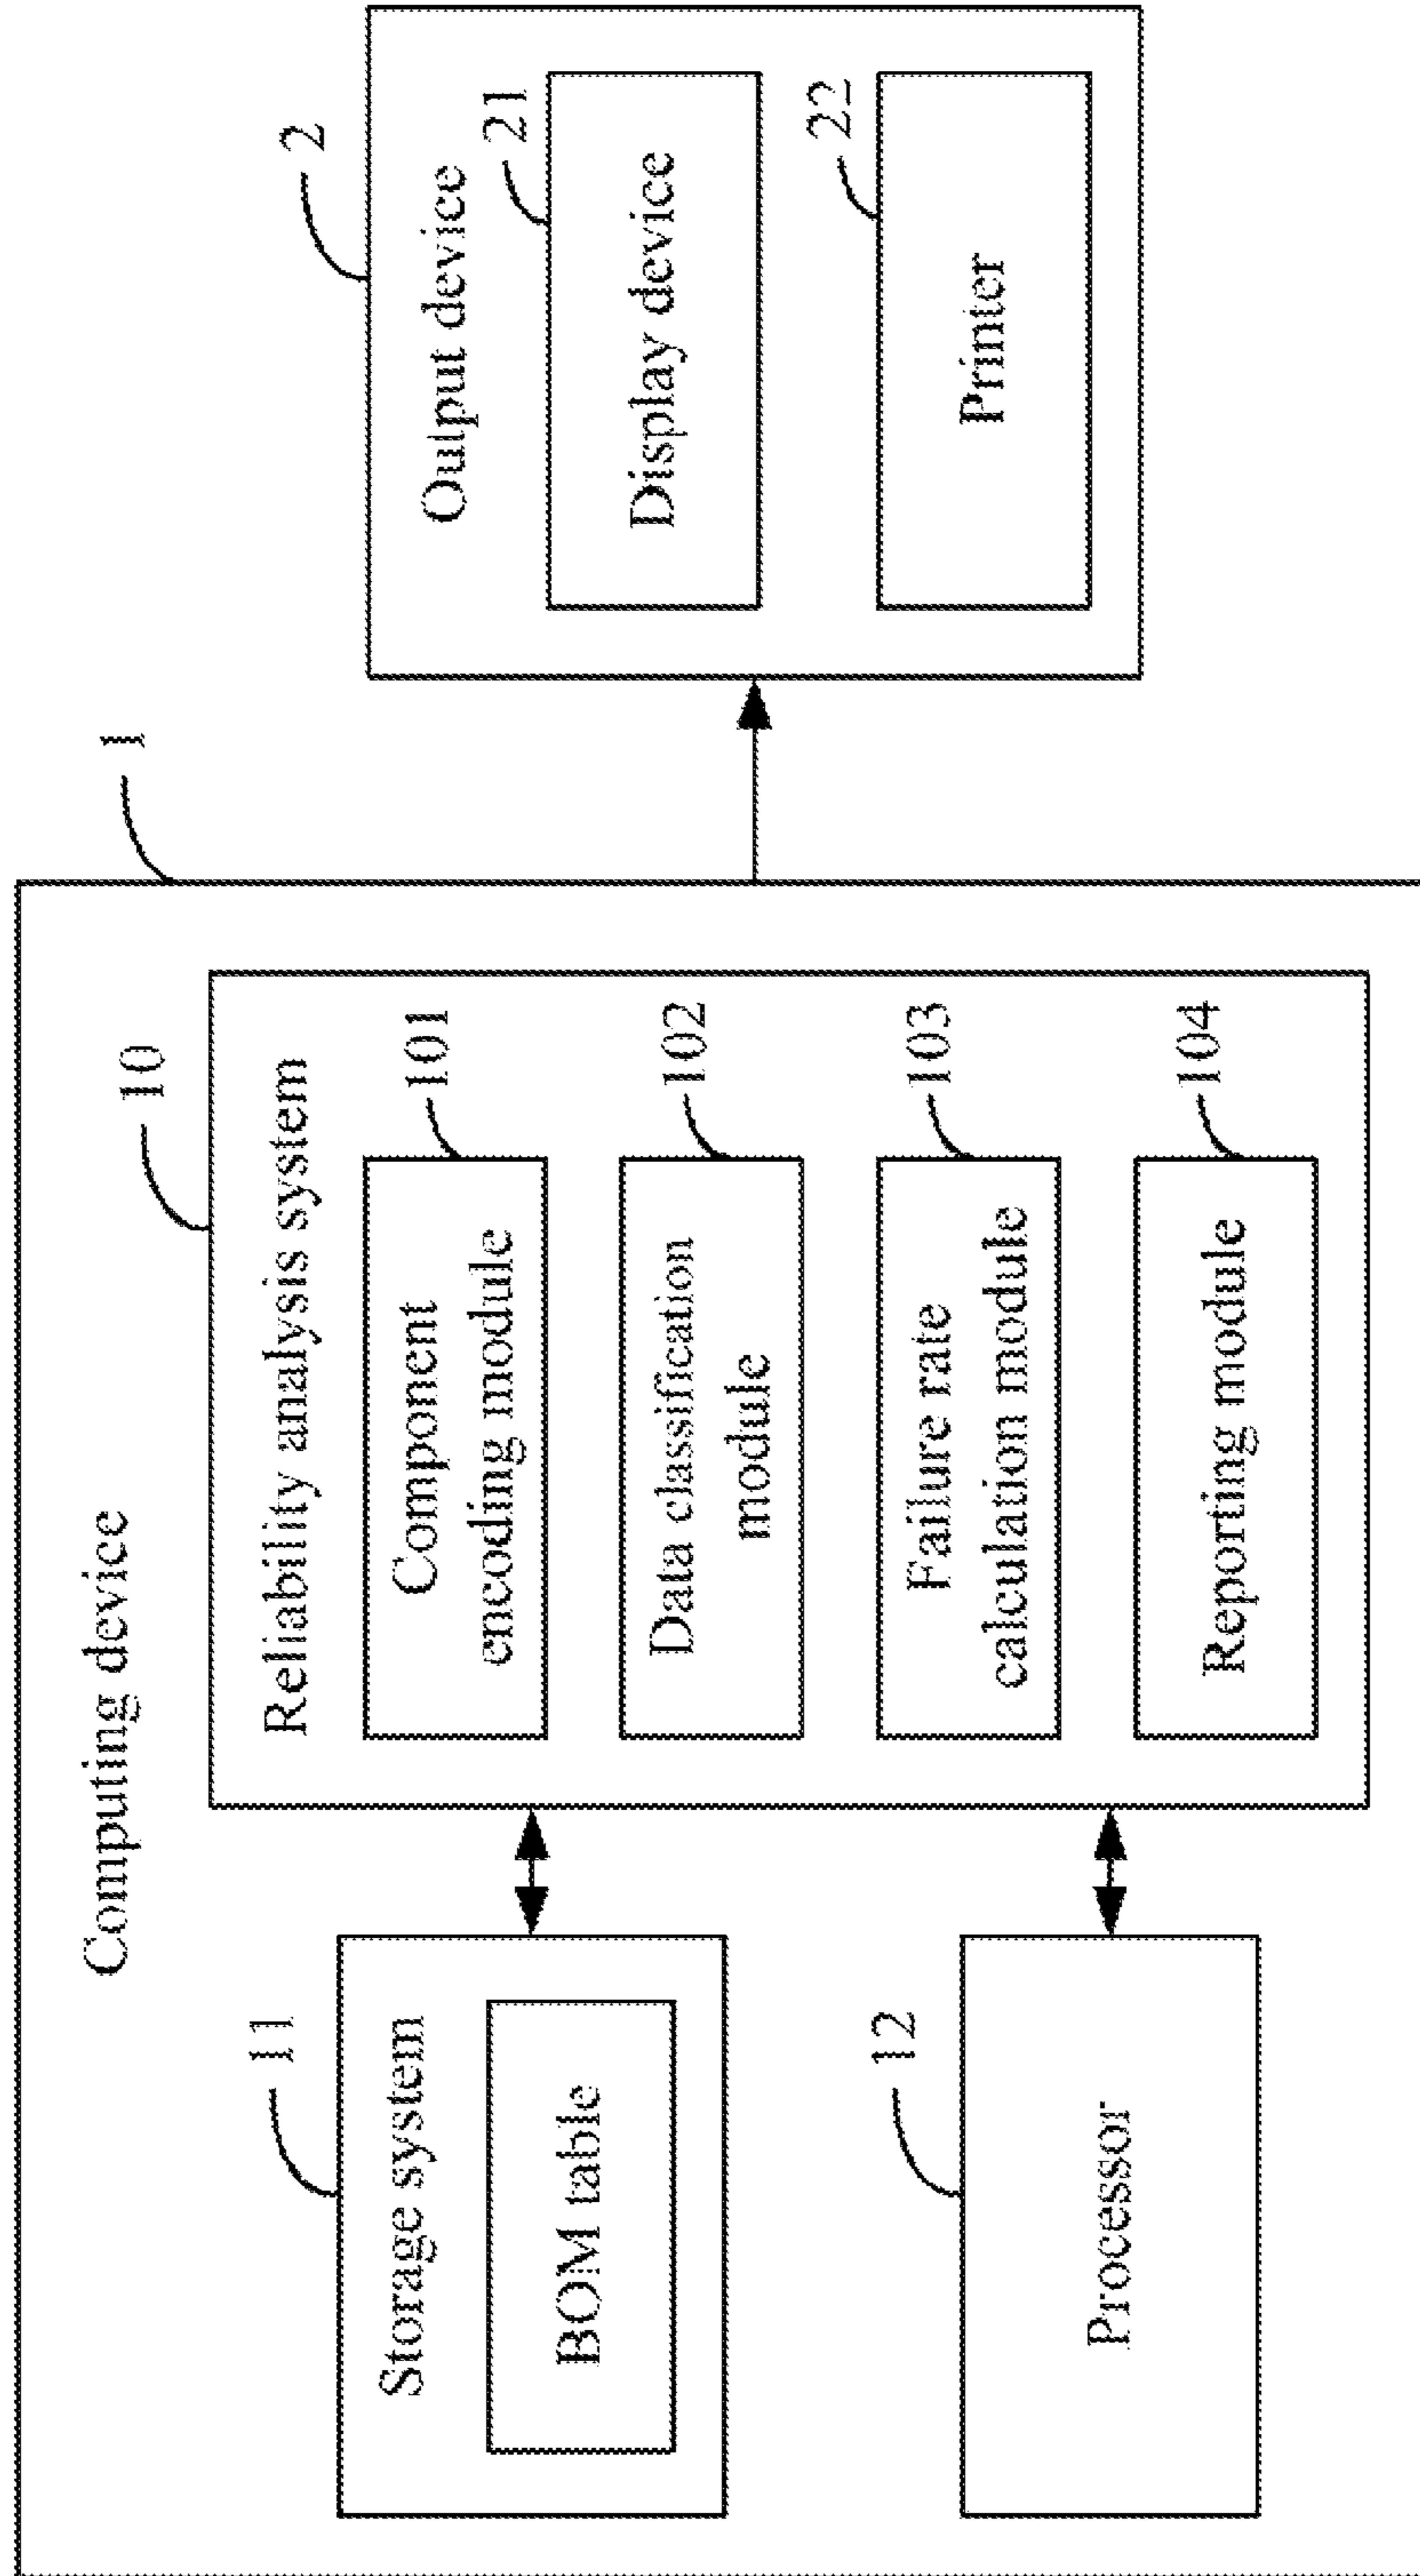 Computing device
1
Storage system
11
BOM table
Processor
12
Reliability analysis system
10
Component
encoding module
101
Data classification
module
102
Failure rate
calculation module
103
Reporting module
104
Output device
2
Display device
21
Printer
22